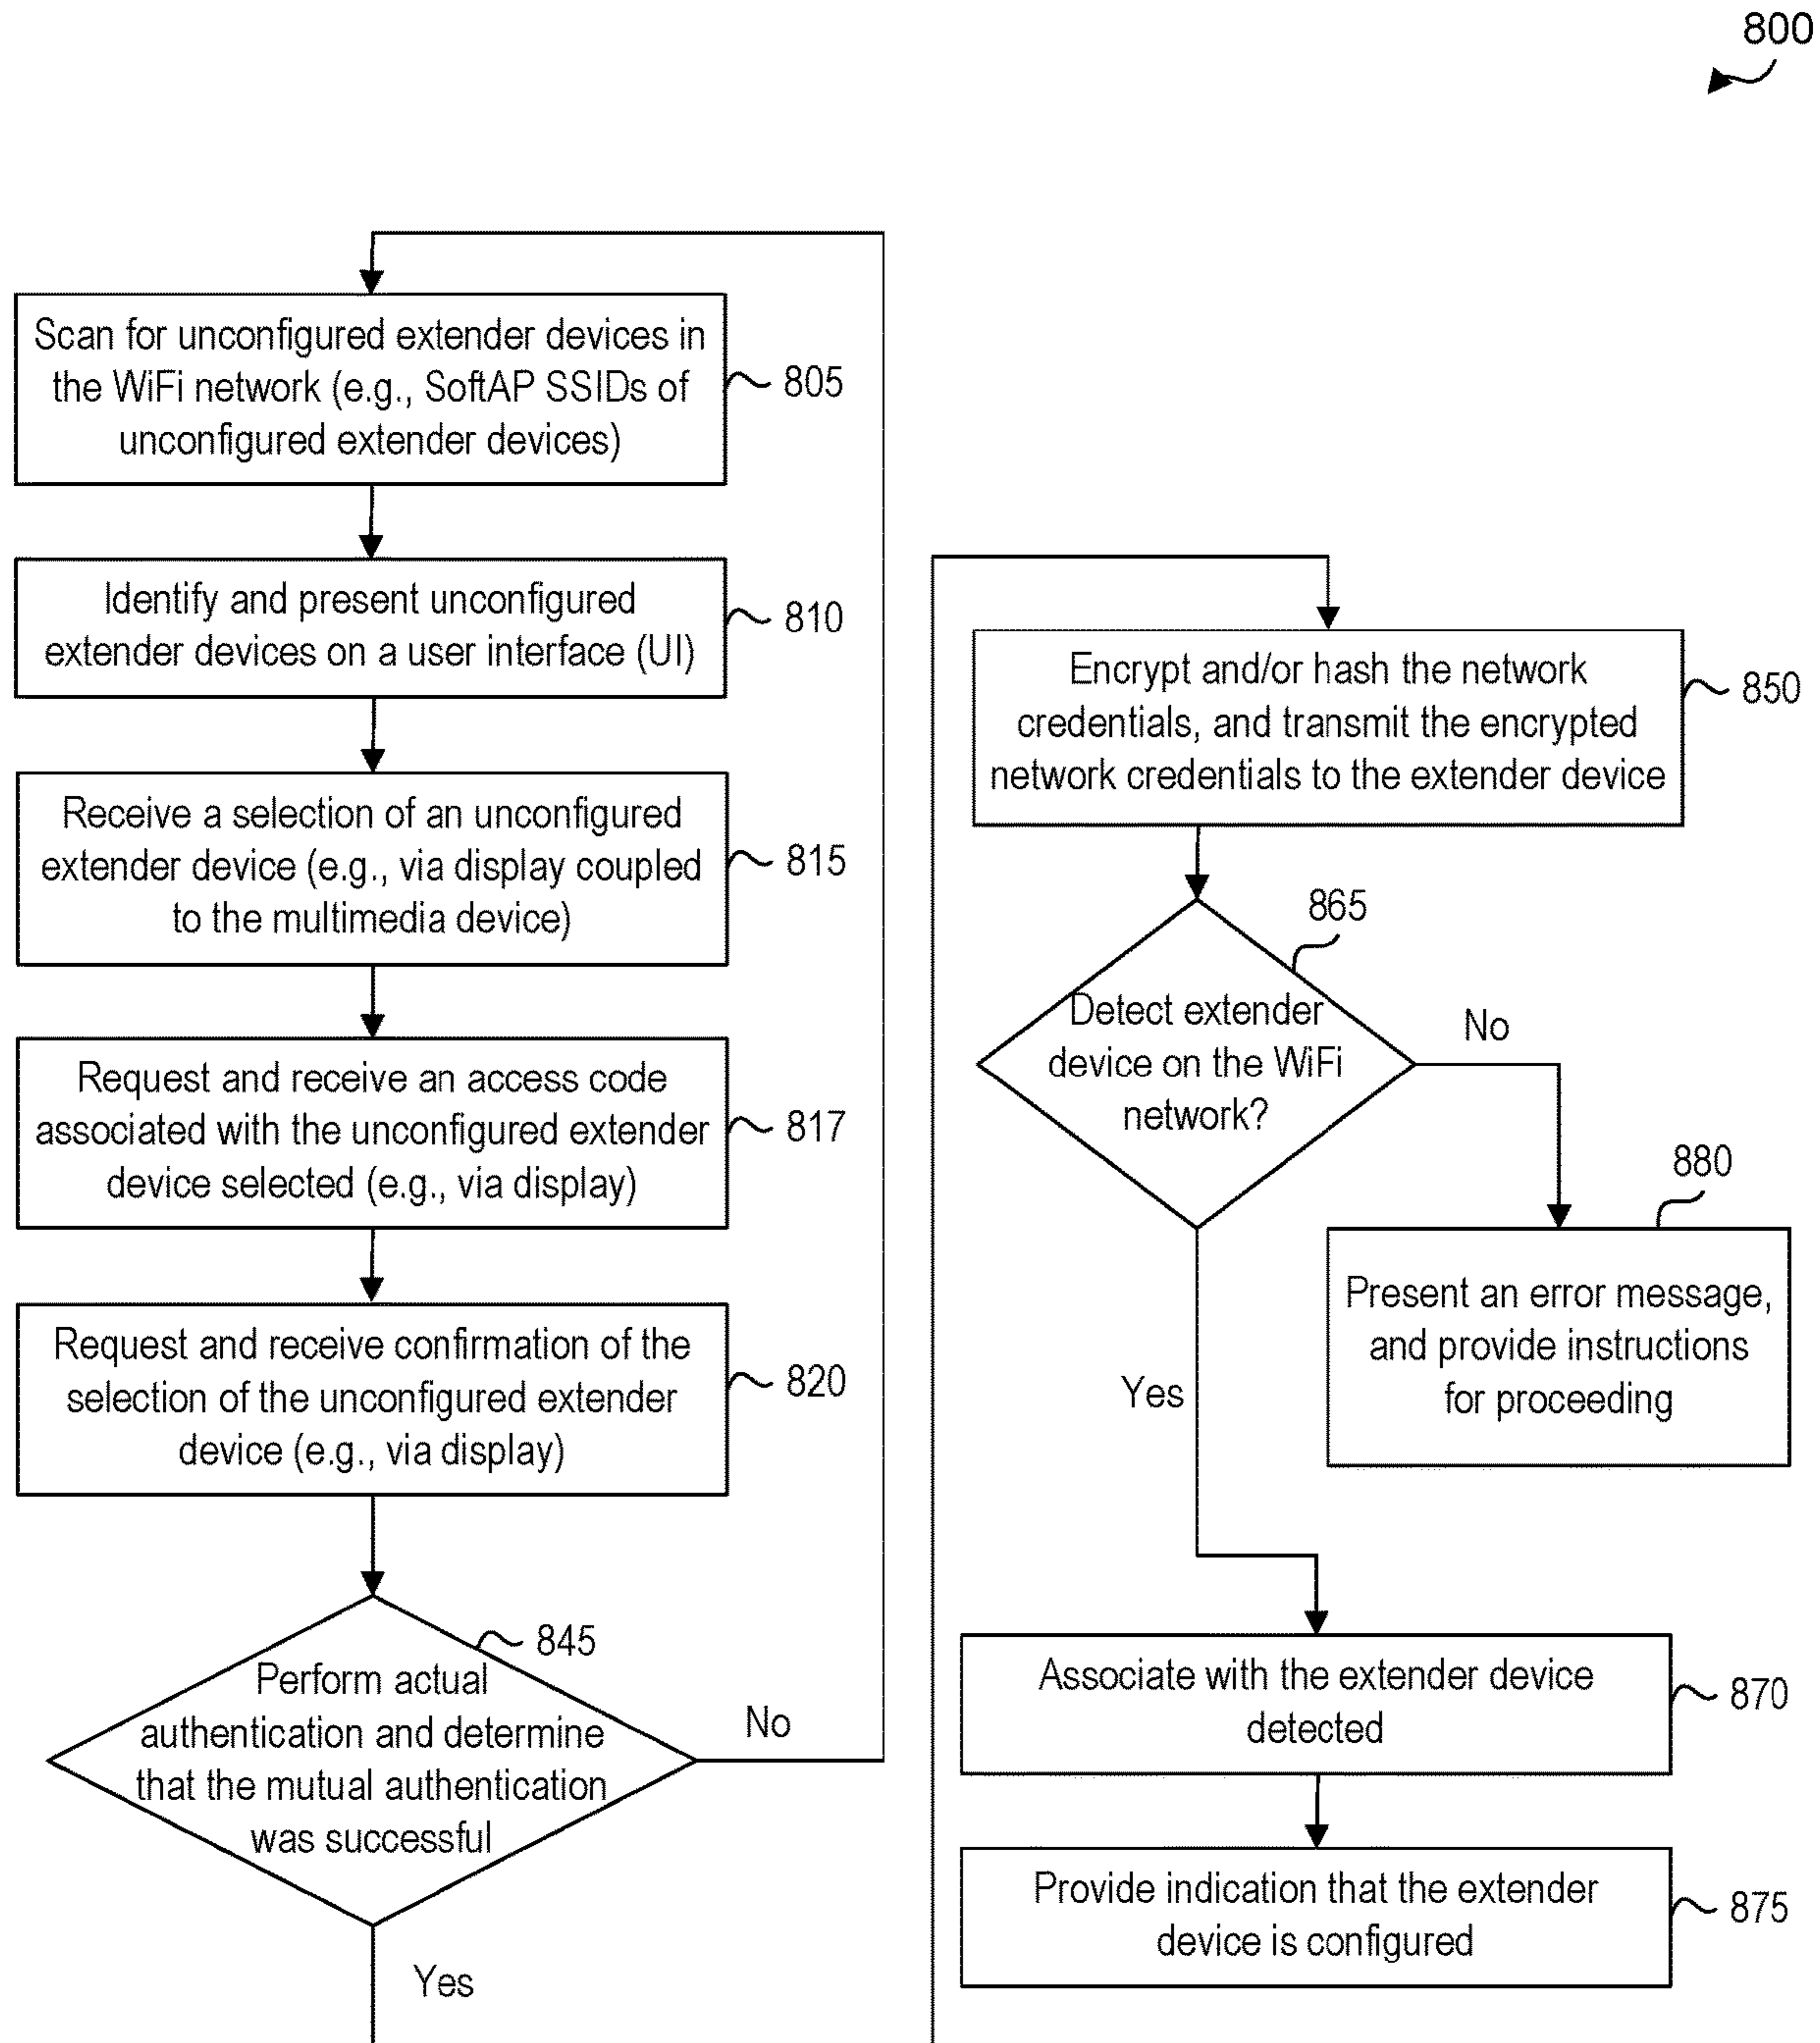 800
Scan for unconfigured extender devices in
the WiFi network (e.g., SoftAP SSIDs of
unconfigured extender devices)
805
Identify and present unconfigured
extender devices on a user interface (UI)
810
Receive a selection of an unconfigured
extender device (e.g., via display coupled
to the multimedia device)
815
Request and receive an access code
associated with the unconfigured extender
device selected (e.g., via display)
817
Request and receive confirmation of the
selection of the unconfigured extender
device (e.g., via display)
820
845
Perform actual
authentication and determine
that the mutual authentication
was successful
No
Yes
Encrypt and/or hash the network
credentials, and transmit the encrypted
network credentials to the extender device
850
865
Detect extender
device on the WiFi
network?
No
880
Present an error message,
and provide instructions
for proceeding
Yes
Associate with the extender device
detected
870
Provide indication that the extender
device is configured
875